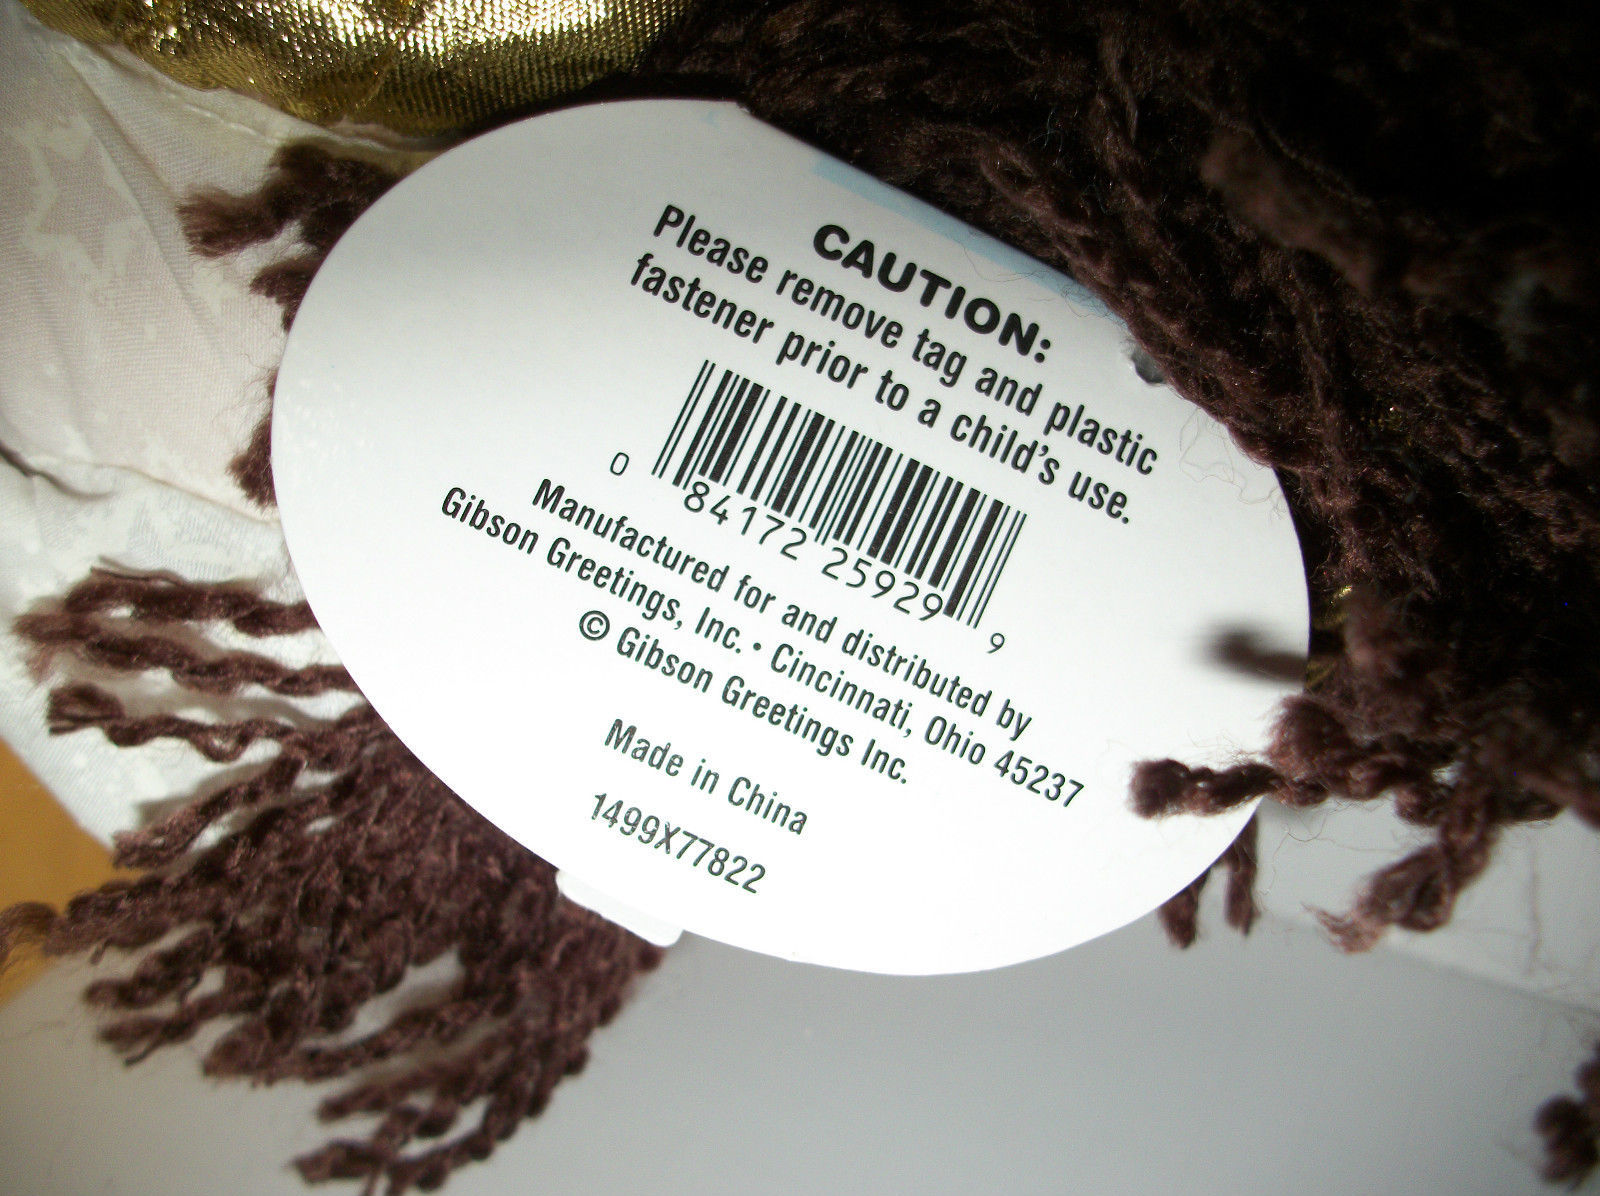 CAUTION:
Please remove tag and plastic
fastener prior to a child's use.
0 84172 25929 9
Manufactured for and distributed by
Gibson Greetings, Inc. • Cincinnati, Ohio 45237
© Gibson Greetings Inc.
Made in China
1499X77822